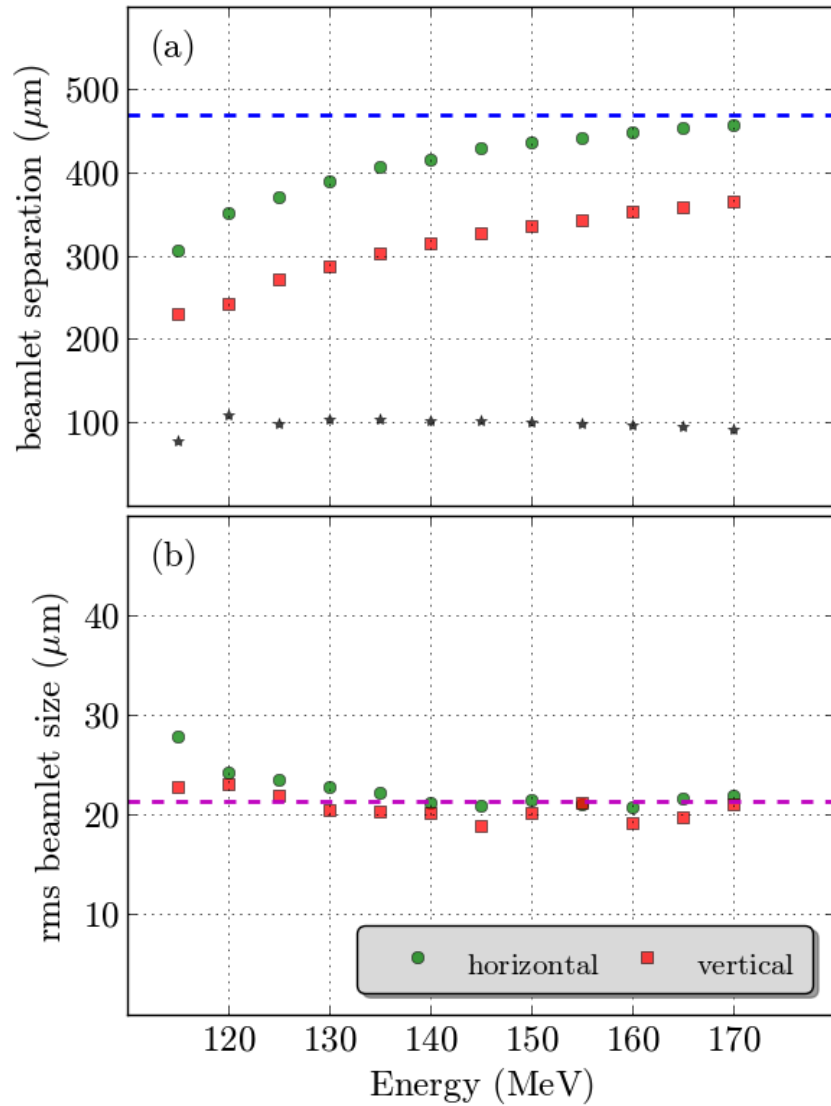 (a)
beamlet separation (μm)
500
400
300
200
100
(b)
rms beamlet size (μm)
40
30
20
10
horizontal vertical
120 130 140 150 160 170
Energy (MeV)